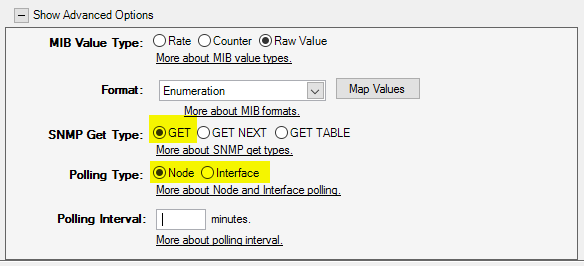 Show Advanced Options
MIB Value Type: Rate Counter Raw Value
More about MIB value types.
Format: Enumeration Map Values
More about MIB formats.
SNMP Get Type: GET GET NEXT GET TABLE
More about SNMP get types.
Polling Type: Node Interface
More about Node and Interface polling.
Polling Interval: minutes.
More about polling interval.